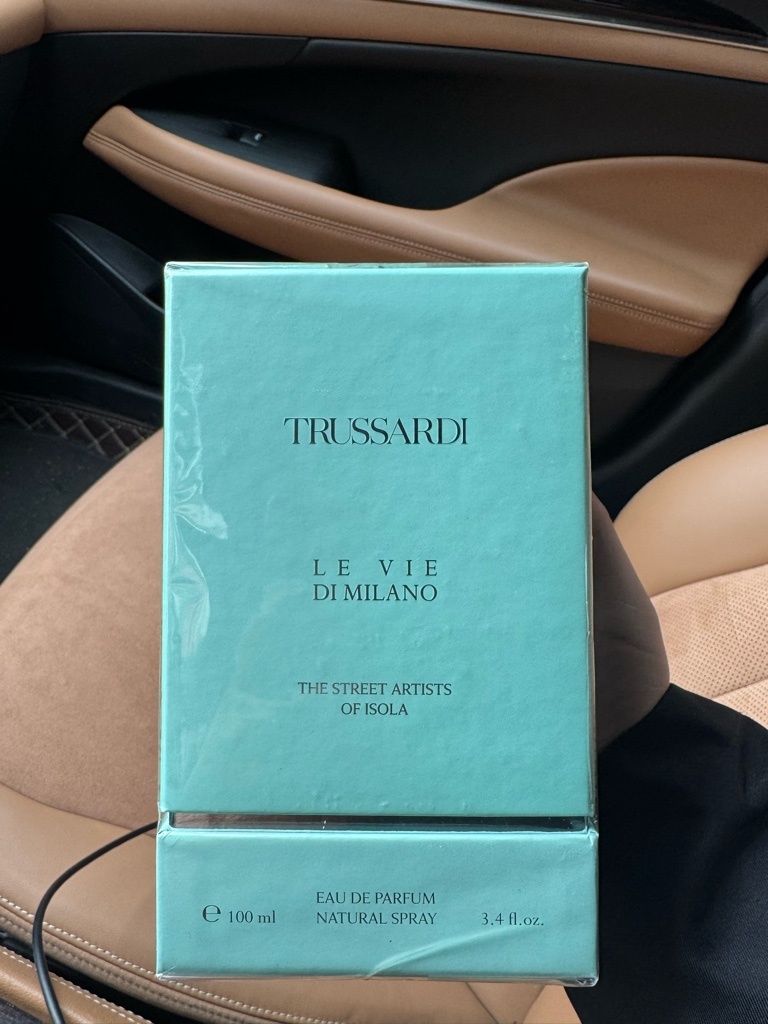 TRUSSARDI
LE VIE
DI MILANO
THE STREET ARTISTS
OF ISOLA
EAU DE PARFUM
℮ 100 ml NATURAL SPRAY 3.4 fl.oz.